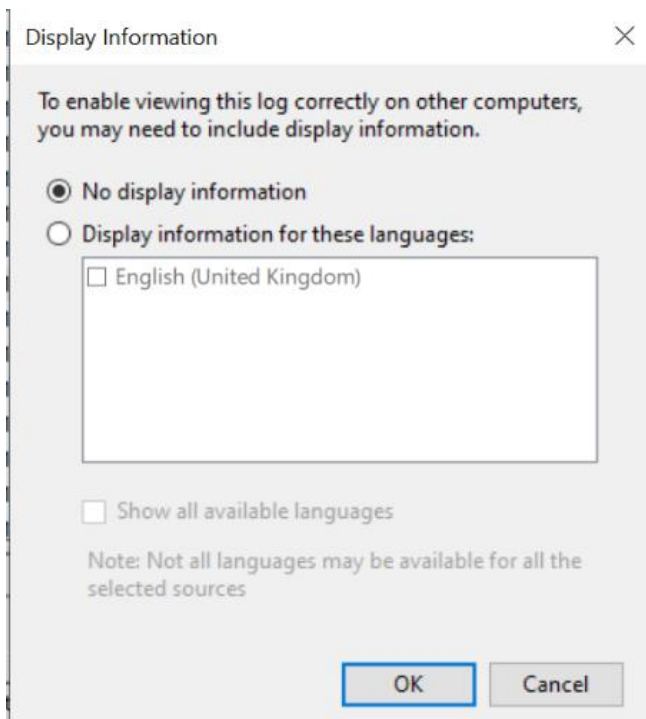 Display Information
To enable viewing this log correctly on other computers,
you may need to include display information.
No display information
Display information for these languages:
English (United Kingdom)
Show all available languages
Note: Not all languages may be available for all the
selected sources
OK
Cancel